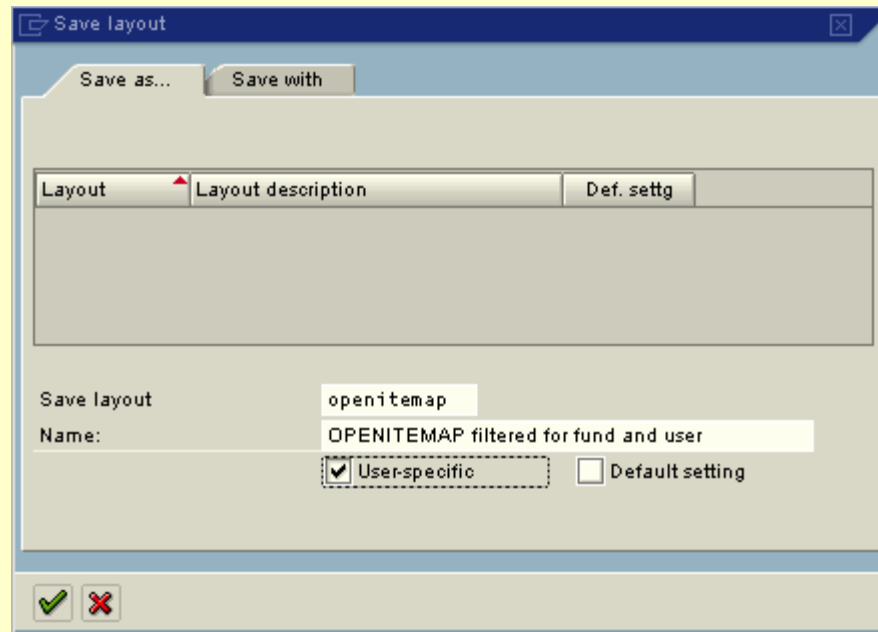 Save layout
Save as... Save with
Layout Layout description Def. settg
Save layout openitemap
Name: OPENITEMAP filtered for fund and user
User-specific Default setting